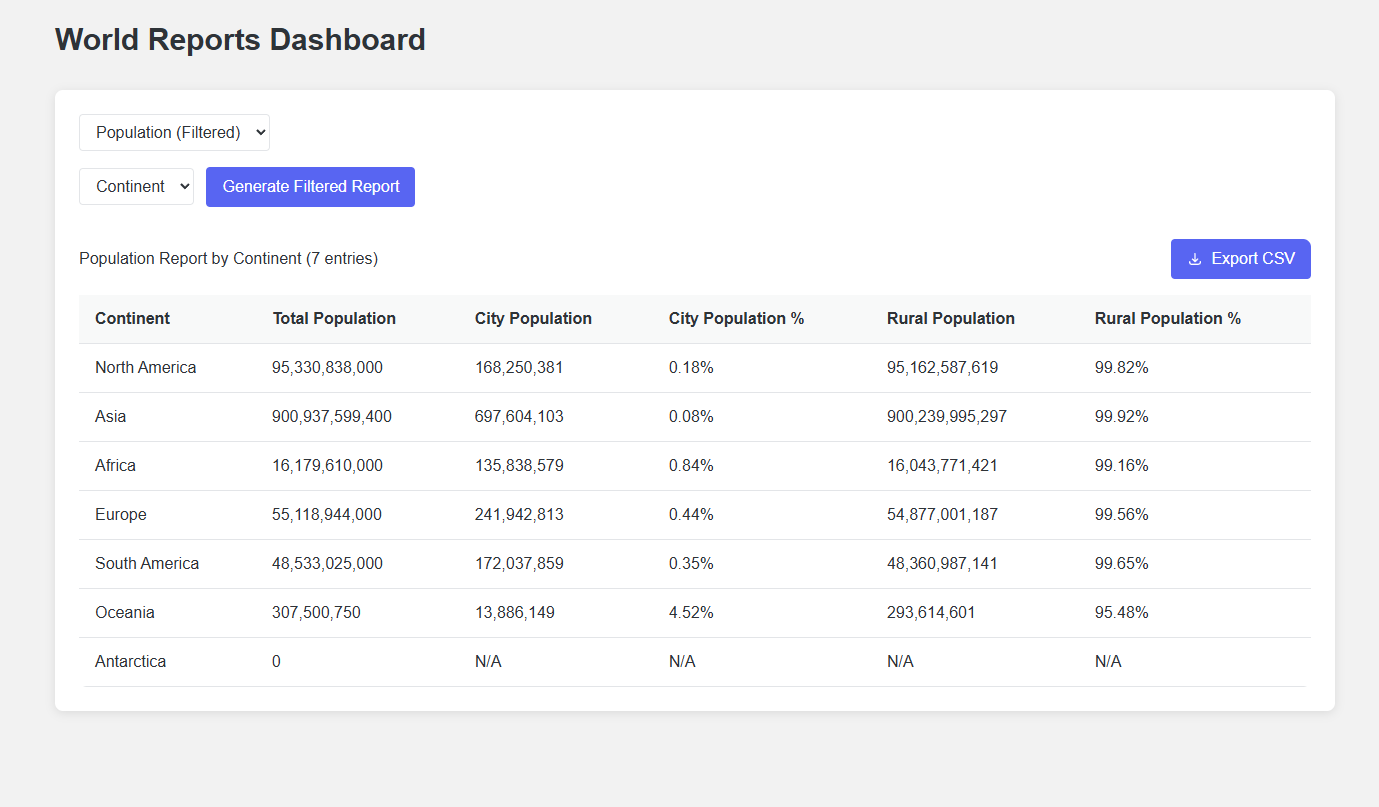 World Reports Dashboard
Population (Filtered)
Continent Generate Filtered Report
Population Report by Continent (7 entries) Export CSV
Continent Total Population City Population City Population % Rural Population Rural Population %
North America 95,330,838,000 168,250,381 0.18% 95,162,587,619 99.82%
Asia 900,937,599,400 697,604,103 0.08% 900,239,995,297 99.92%
Africa 16,179,610,000 135,838,579 0.84% 16,043,771,421 99.16%
Europe 55,118,944,000 241,942,813 0.44% 54,877,001,187 99.56%
South America 48,533,025,000 172,037,859 0.35% 48,360,987,141 99.65%
Oceania 307,500,750 13,886,149 4.52% 293,614,601 95.48%
Antarctica 0 N/A N/A N/A N/A